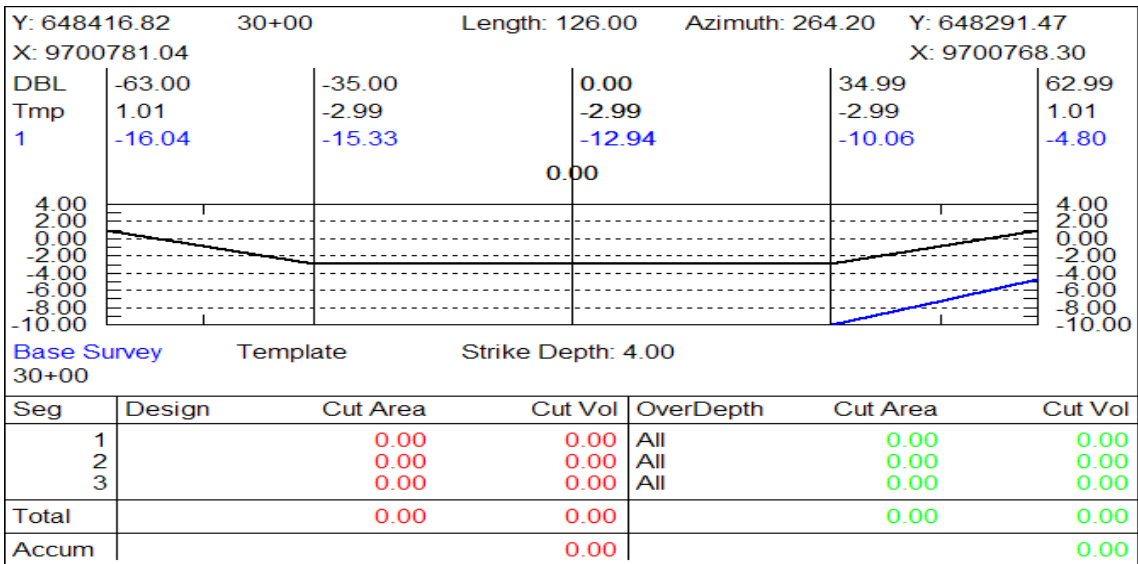 Y: 648416.82 30+00 Length: 126.00 Azimuth: 264.20 Y: 648291.47
X: 9700781.04 X: 9700768.30
DBL -63.00 -35.00 0.00 34.99 62.99
Tmp 1.01 -2.99 -2.99 -2.99 1.01
1 -16.04 -15.33 -12.94 -10.06 -4.80
0.00
4.00 4.00
2.00 2.00
0.00 0.00
-2.00 -2.00
-4.00 -4.00
-6.00 -6.00
-8.00 -8.00
-10.00 -10.00
Base Survey Template Strike Depth: 4.00
30+00
Seg Design Cut Area Cut Vol OverDepth Cut Area Cut Vol
1 0.00 0.00 All 0.00 0.00
2 0.00 0.00 All 0.00 0.00
3 0.00 0.00 All 0.00 0.00
Total 0.00 0.00 0.00 0.00
Accum 0.00 0.00